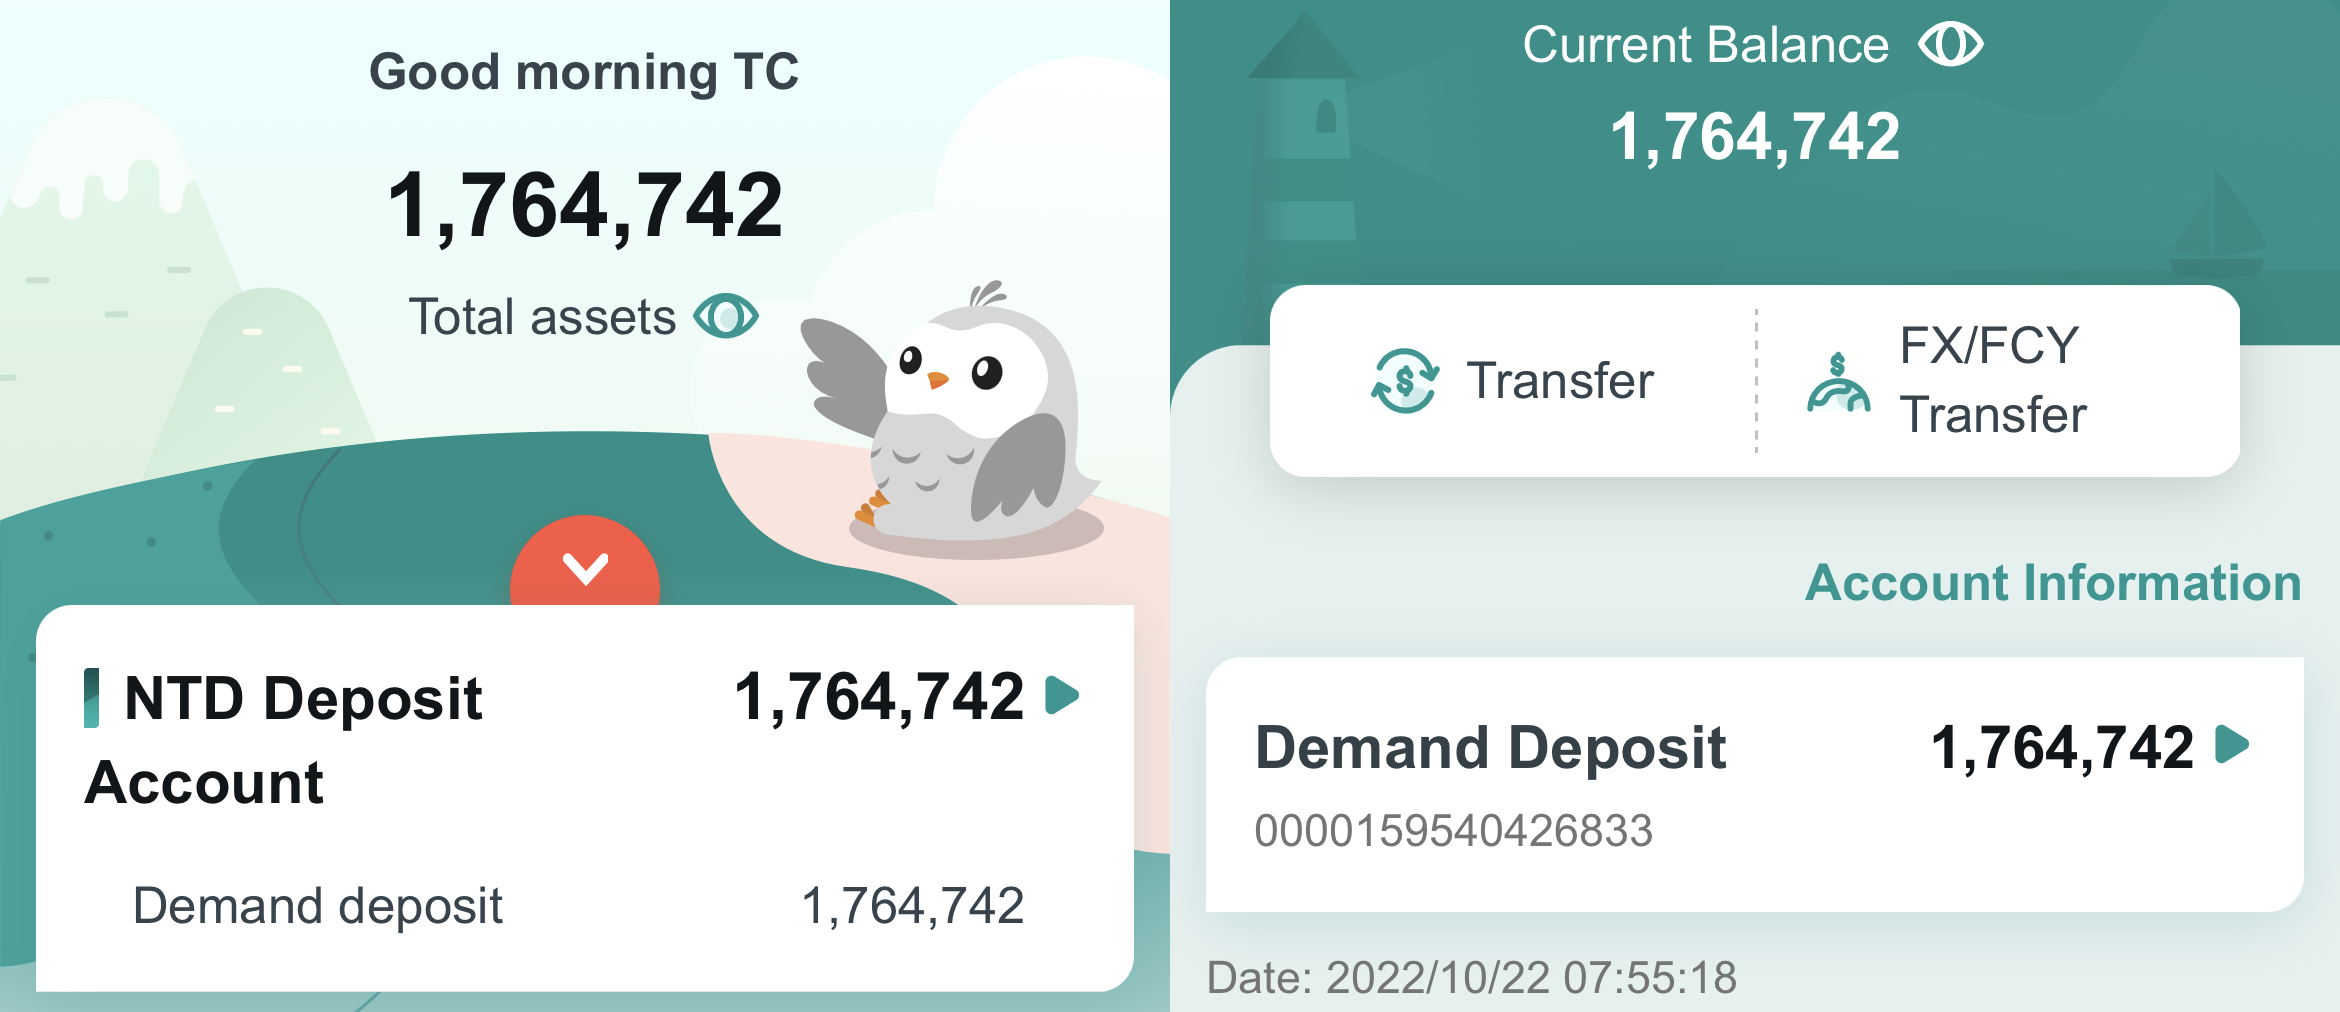 Good morning TC
1,764,742
Total assets
NTD Deposit 1,764,742
Account
Demand deposit 1,764,742
Current Balance
1,764,742
Transfer
FX/FCY
Transfer
Account Information
Demand Deposit 1,764,742
00001595404268​33
Date: 2022/10/22 07:55:18